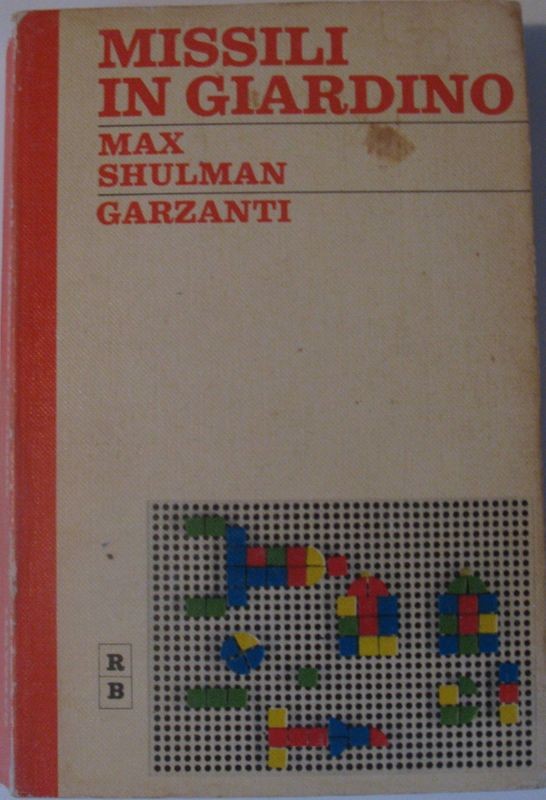 MISSILI
IN GIARDINO
MAX
SHULMAN
GARZANTI
R
B